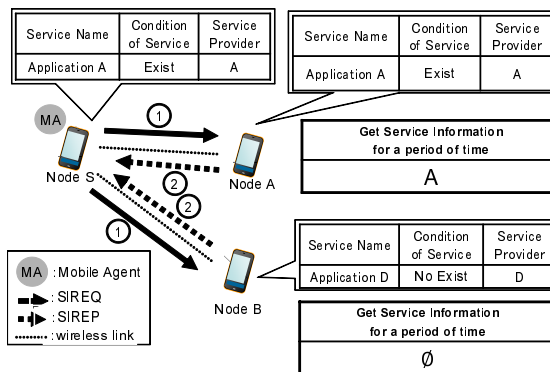 Service Name
Condition of Service
Service Provider
Application A
Exist
A
Service Name
Condition of Service
Service Provider
Application A
Exist
A
MA
1
Node S
Node A
2
2
1
Get Service Information
for a period of time
A
Node B
Service Name
Condition of Service
Service Provider
Application D
No Exist
D
Get Service Information
for a period of time
Ø
MA : Mobile Agent
: SIREQ
: SIREP
: wireless link